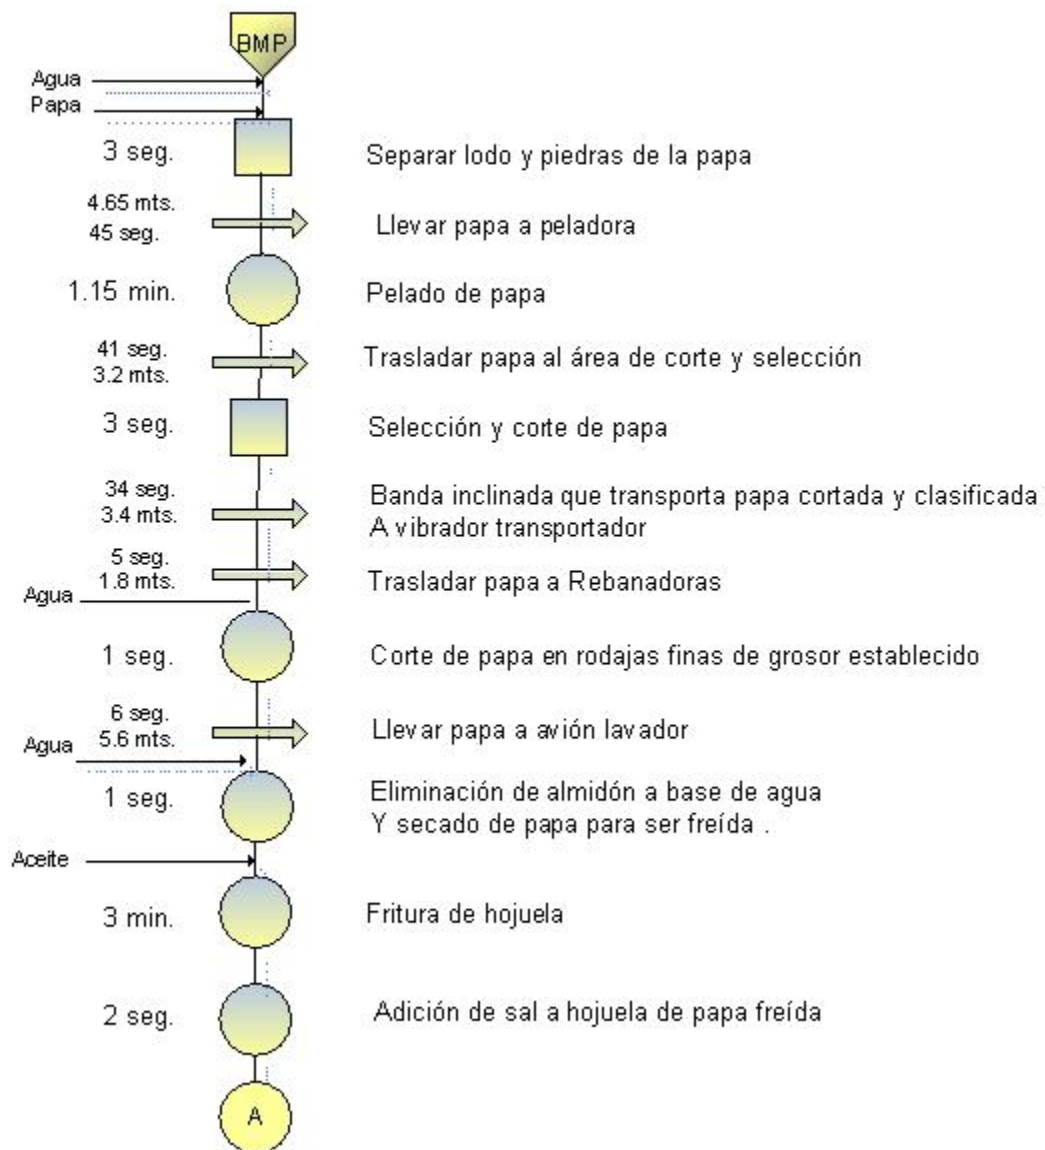 BMP
Agua
Papa
3 seg.
Separar lodo y piedras de la papa
4.65 mts.
45 seg.
Llevar papa a peladora
1.15 min.
Pelado de papa
41 seg.
3.2 mts.
Trasladar papa al área de corte y selección
3 seg.
Selección y corte de papa
34 seg.
3.4 mts.
Banda inclinada que transporta papa cortada y clasificada
A vibrador transportador
5 seg.
1.8 mts.
Trasladar papa a Rebanadoras
Agua
1 seg.
Corte de papa en rodajas finas de grosor establecido
6 seg.
5.6 mts.
Llevar papa a avión lavador
Agua
1 seg.
Eliminación de almidón a base de agua
Y secado de papa para ser freída .
Aceite
3 min.
Fritura de hojuela
2 seg.
Adición de sal a hojuela de papa freída
A